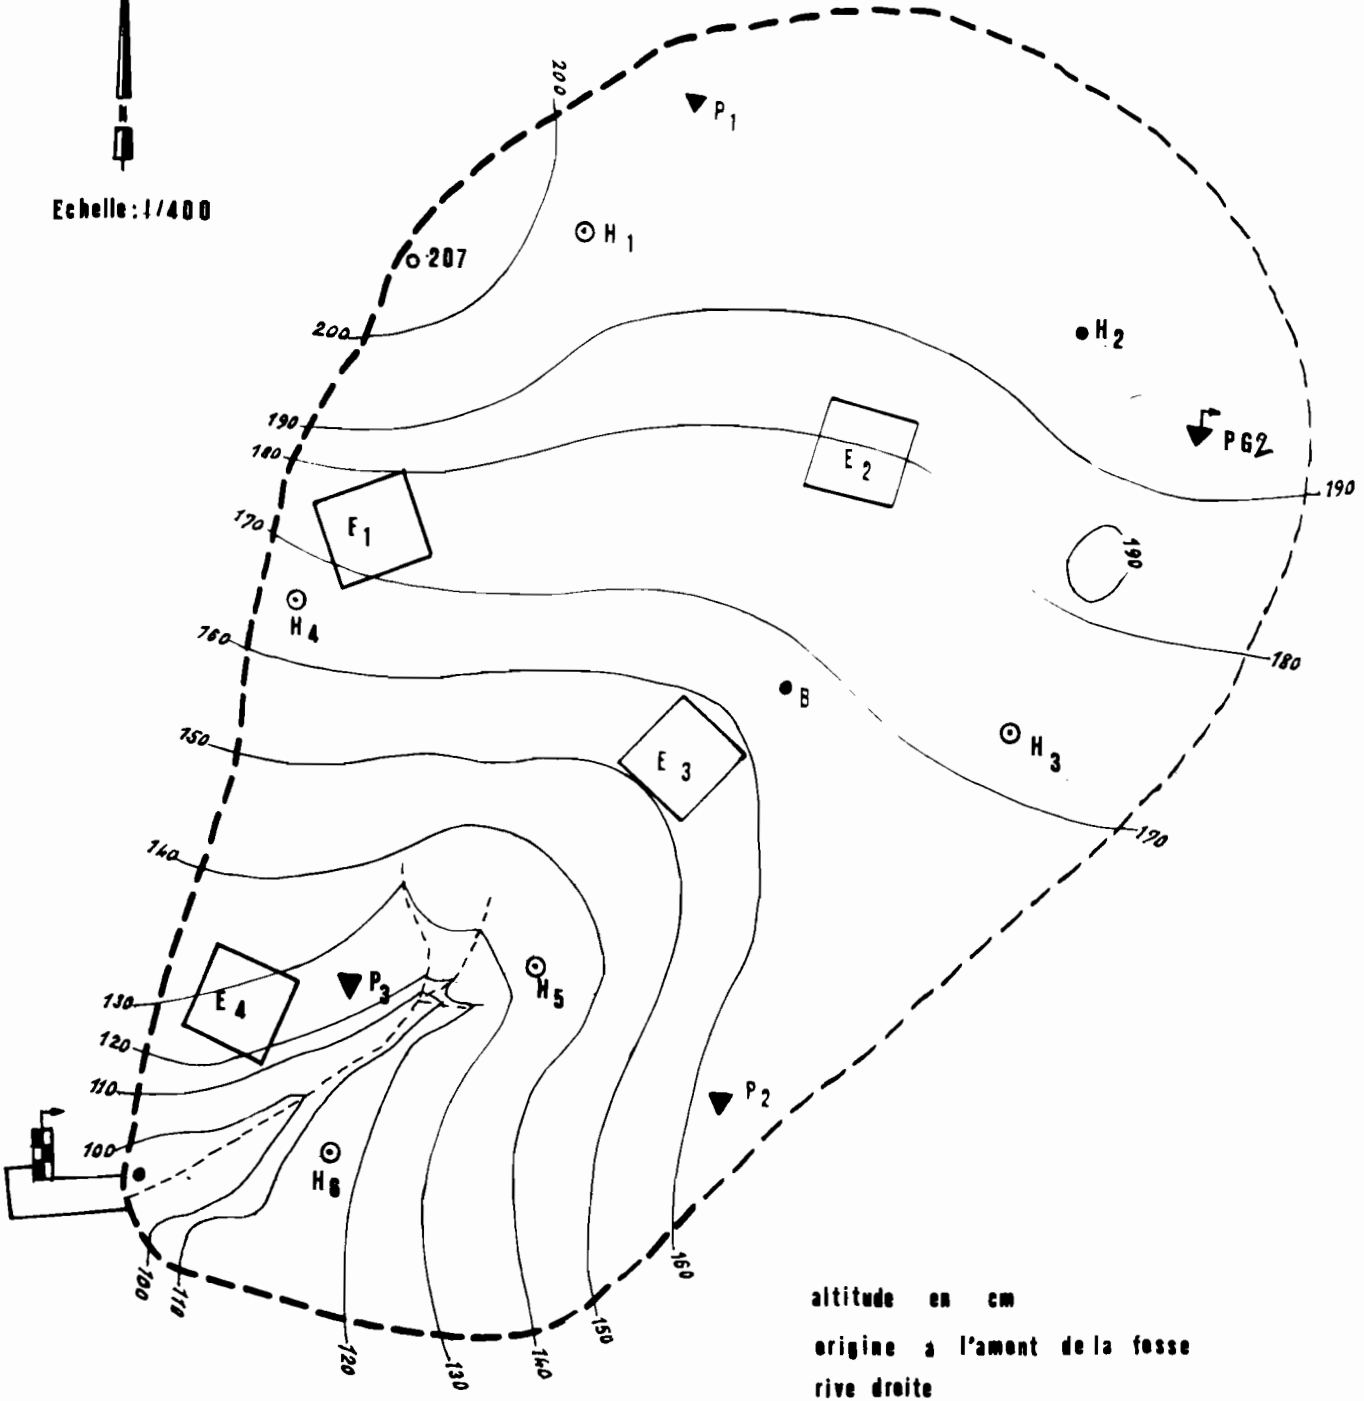 N
Echelle: 1/400
200
P1
H1
207
200
H2
190
180
E2
PG2
190
170
E1
190
H4
160
180
B
150
E3
H3
170
140
P3
H5
130
E4
120
110
P2
100
H6
100
110
160
150
120
130
140
altitude en cm
origine a l'amont de la fosse
rive droite